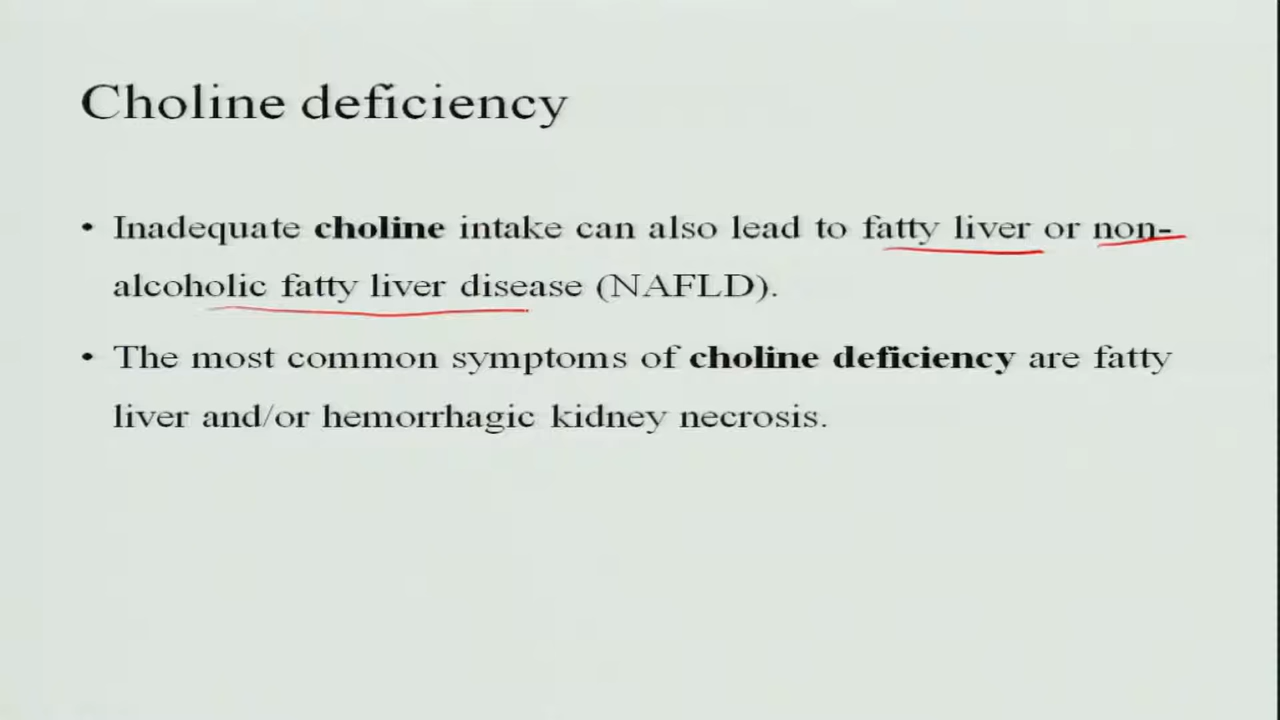 Choline deficiency
• Inadequate choline intake can also lead to fatty liver or non-
alcoholic fatty liver disease (NAFLD).
• The most common symptoms of choline deficiency are fatty
liver and/or hemorrhagic kidney necrosis.